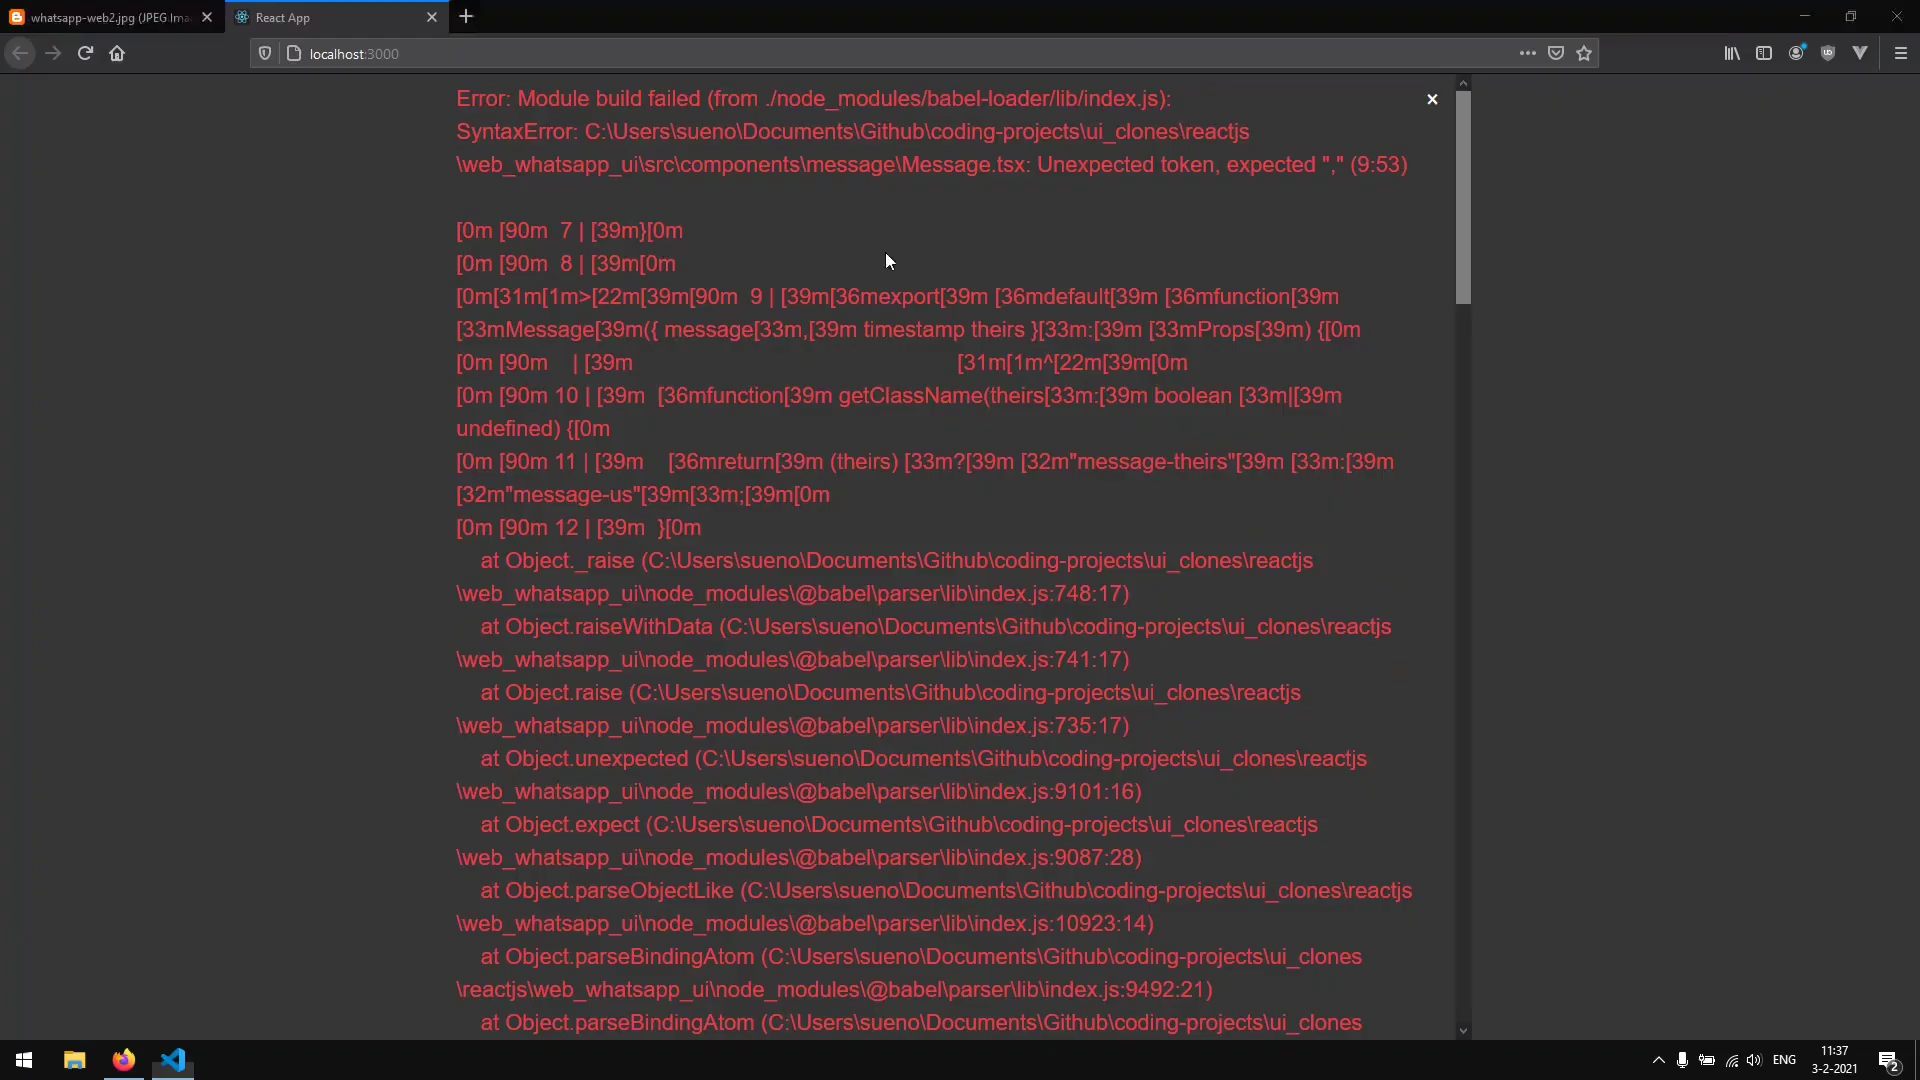 whatsapp-web2.jpg (JPEG Ima
React App
localhost:3000
Error: Module build failed (from ./node_modules/babel-loader/lib/index.js):
SyntaxError: C:\Users\sueno\Documents\Github\coding-projects\ui_clones\reactjs
\web_whatsapp_ui\src\components\message\Message.tsx: Unexpected token, expected "," (9:53)
[0m [90m  7 | [39m}[0m
[0m [90m  8 | [39m[0m
[0m[31m[1m>[22m[39m[90m  9 | [39m[36mexport[39m [36mdefault[39m [36mfunction[39m
[33mMessage[39m({ message[33m,[39m timestamp theirs }[33m:[39m [33mProps[39m) {[0m
[0m [90m    | [39m                                                     [31m[1m^[22m[39m[0m
[0m [90m 10 | [39m  [36mfunction[39m getClassName(theirs[33m:[39m boolean [33m|[39m
undefined) {[0m
[0m [90m 11 | [39m    [36mreturn[39m (theirs) [33m?[39m [32m"message-theirs"[39m [33m:[39m
[32m"message-us"[39m[33m;[39m[0m
[0m [90m 12 | [39m  }[0m
at Object._raise (C:\Users\sueno\Documents\Github\coding-projects\ui_clones\reactjs
\web_whatsapp_ui\node_modules\@babel\parser\lib\index.js:748:17)
at Object.raiseWithData (C:\Users\sueno\Documents\Github\coding-projects\ui_clones\reactjs
\web_whatsapp_ui\node_modules\@babel\parser\lib\index.js:741:17)
at Object.raise (C:\Users\sueno\Documents\Github\coding-projects\ui_clones\reactjs
\web_whatsapp_ui\node_modules\@babel\parser\lib\index.js:735:17)
at Object.unexpected (C:\Users\sueno\Documents\Github\coding-projects\ui_clones\reactjs
\web_whatsapp_ui\node_modules\@babel\parser\lib\index.js:9101:16)
at Object.expect (C:\Users\sueno\Documents\Github\coding-projects\ui_clones\reactjs
\web_whatsapp_ui\node_modules\@babel\parser\lib\index.js:9087:28)
at Object.parseObjectLike (C:\Users\sueno\Documents\Github\coding-projects\ui_clones\reactjs
\web_whatsapp_ui\node_modules\@babel\parser\lib\index.js:10923:14)
at Object.parseBindingAtom (C:\Users\sueno\Documents\Github\coding-projects\ui_clones
\reactjs\web_whatsapp_ui\node_modules\@babel\parser\lib\index.js:9492:21)
at Object.parseBindingAtom (C:\Users\sueno\Documents\Github\coding-projects\ui_clones
ENG
11:37
3-2-2021
2